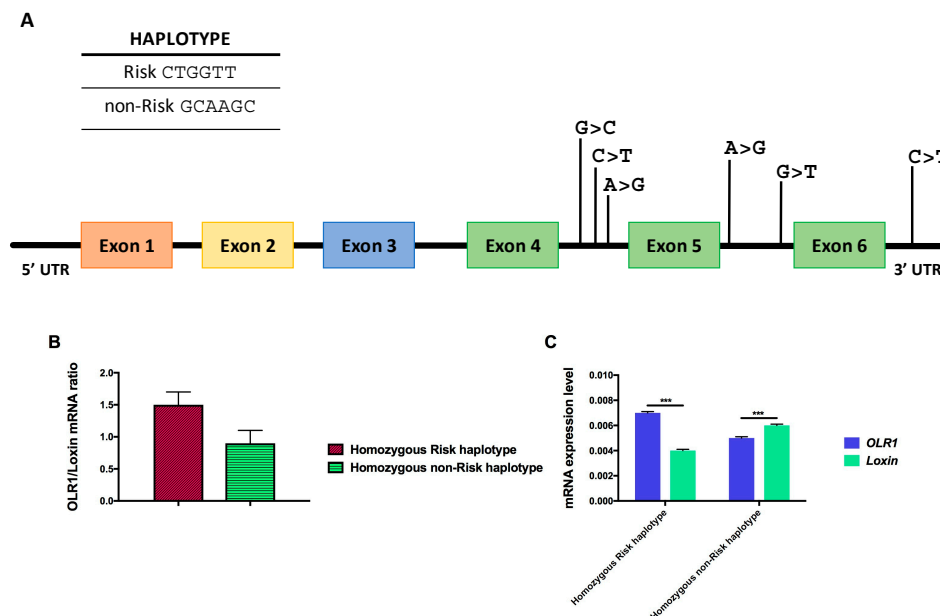 A
HAPLOTYPE
Risk CTGGTT
non-Risk GCAAGC
G>C
C>T
A>G
A>G
G>T
C>T
Exon 1
Exon 2
Exon 3
Exon 4
Exon 5
Exon 6
5' UTR
3' UTR
B
OLR1/Loxin mRNA ratio
2.0
1.5
1.0
0.5
0.0
Homozygous Risk haplotype
Homozygous non-Risk haplotype
C
mRNA expression level
0.010
0.008
0.006
0.004
0.002
0.000
***
***
OLR1
Loxin
Homozygous Risk haplotype
Homozygous non-Risk haplotype